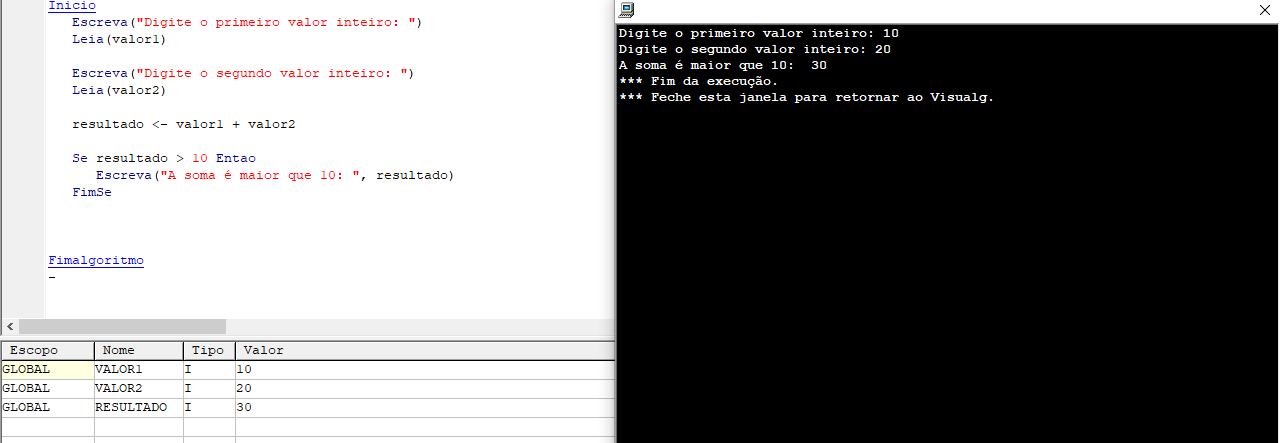 Inicio
Escreva("Digite o primeiro valor inteiro: ")
Leia(valor1)
Escreva("Digite o segundo valor inteiro: ")
Leia(valor2)
resultado <- valor1 + valor2
Se resultado > 10 Entao
Escreva("A soma é maior que 10: ", resultado)
FimSe
Fimalgoritmo
Escopo Nome Tipo Valor
GLOBAL VALOR1 I 10
GLOBAL VALOR2 I 20
GLOBAL RESULTADO I 30
Digite o primeiro valor inteiro: 10
Digite o segundo valor inteiro: 20
A soma é maior que 10:  30
*** Fim da execução.
*** Feche esta janela para retornar ao Visualg.